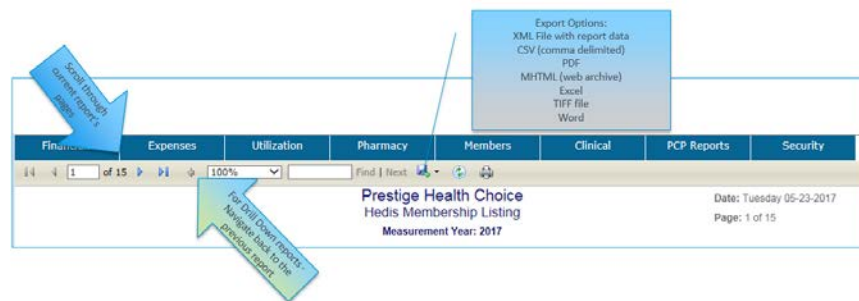 Export Options:
XML File with report data
CSV (comma delimited)
PDF
MHTML (web archive)
Excel
TIFF file
Word
Scroll through
current report's
pages
Expenses
Utilization
Pharmacy
Members
Clinical
PCP Reports
Security
1 of 15 100% Find | Next
Prestige Health Choice
Hedis Membership Listing
Measurement Year: 2017
Date: Tuesday 05-23-2017
Page: 1 of 15
For Drill Down reports -
Navigate back to the
previous report